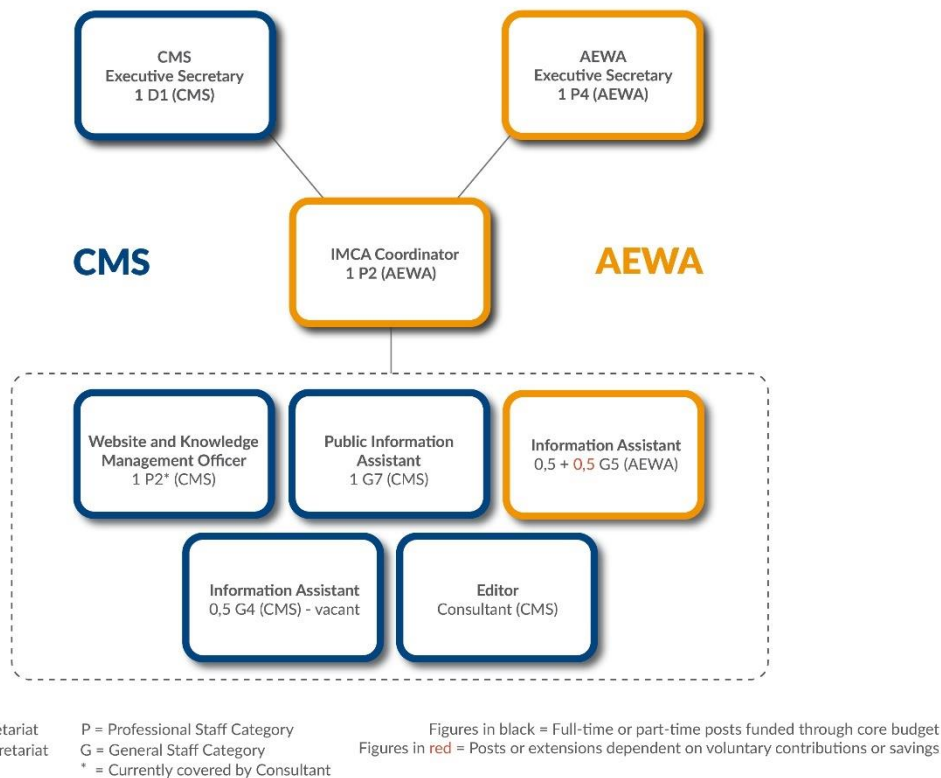 CMS
Executive Secretary
1 D1 (CMS)
AEWA
Executive Secretary
1 P4 (AEWA)
IMCA Coordinator
1 P2 (AEWA)
CMS
AEWA
Website and Knowledge
Management Officer
1 P2* (CMS)
Public Information
Assistant
1 G7 (CMS)
Information Assistant
0,5 + 0,5 G5 (AEWA)
Information Assistant
0,5 G4 (CMS) - vacant
Editor
Consultant (CMS)
P = Professional Staff Category
G = General Staff Category
* = Currently covered by Consultant
Figures in black = Full-time or part-time posts funded through core budget
Figures in red = Posts or extensions dependent on voluntary contributions or savings